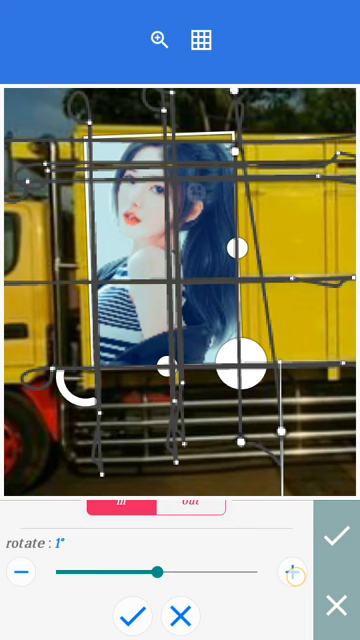 in out
rotate : 1°